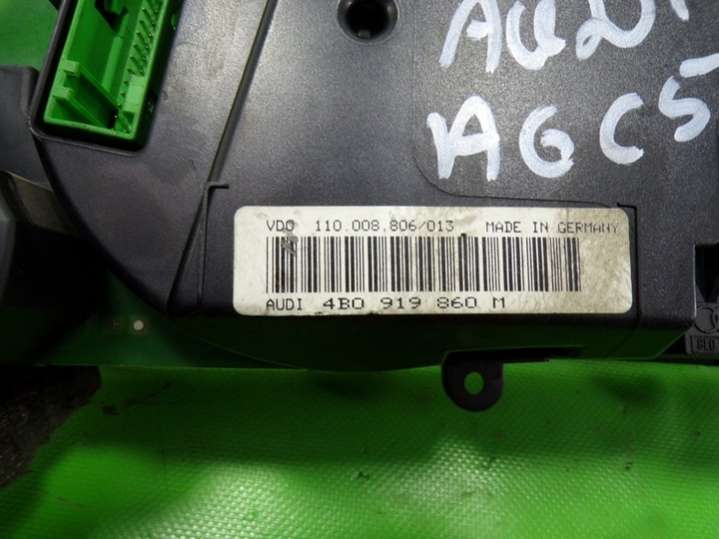 AUDI
A6 C5
VDO 110.008.806/013 MADE IN GERMANY
AUDI 4B0 919 860 M